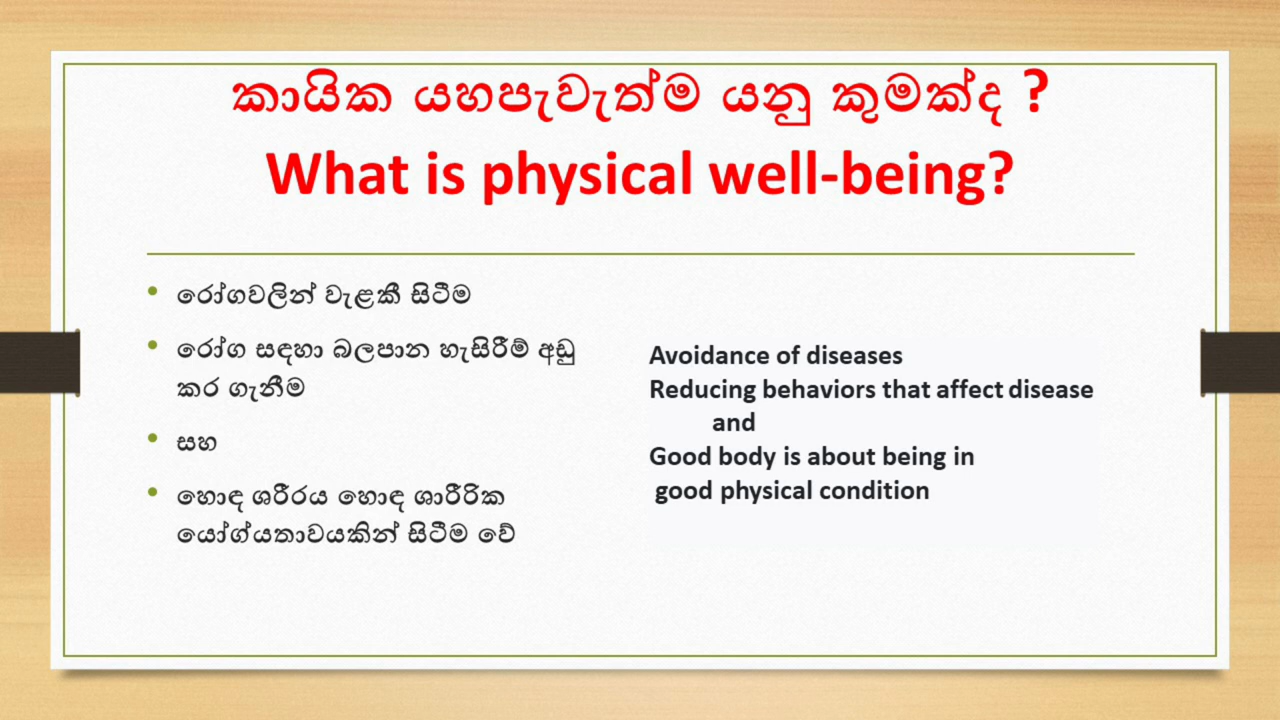 කායික යහපැවැත්ම යනු කුමක්ද ?
What is physical well-being?
• රෝගවලින් වැළකී සිටීම
• රෝග සඳහා බලපාන හැසිරීම් අඩු
කර ගැනීම
• සහ
• හොඳ ශරීරය හොඳ ශාරීරික
යෝග්යතාවයකින් සිටීම වේ
Avoidance of diseases
Reducing behaviors that affect disease
and
Good body is about being in
good physical condition